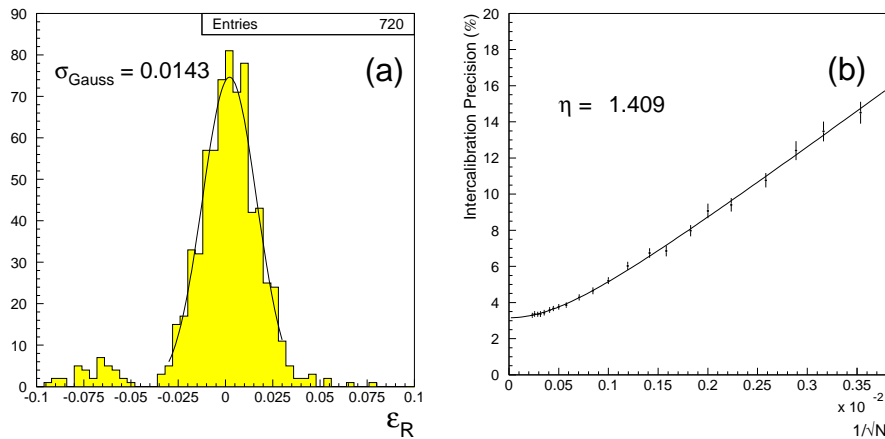 Entries 720
σGauss = 0.0143
(a)
90
80
70
60
50
40
30
20
10
0
-0.1 -0.075 -0.05 -0.025 0 0.025 0.05 0.075 0.1
εR
Intercalibration Precision (%)
(b)
η = 1.409
20
18
16
14
12
10
8
6
4
2
0
0 0.05 0.1 0.15 0.2 0.25 0.3 0.35
x 10 -2
1/√N